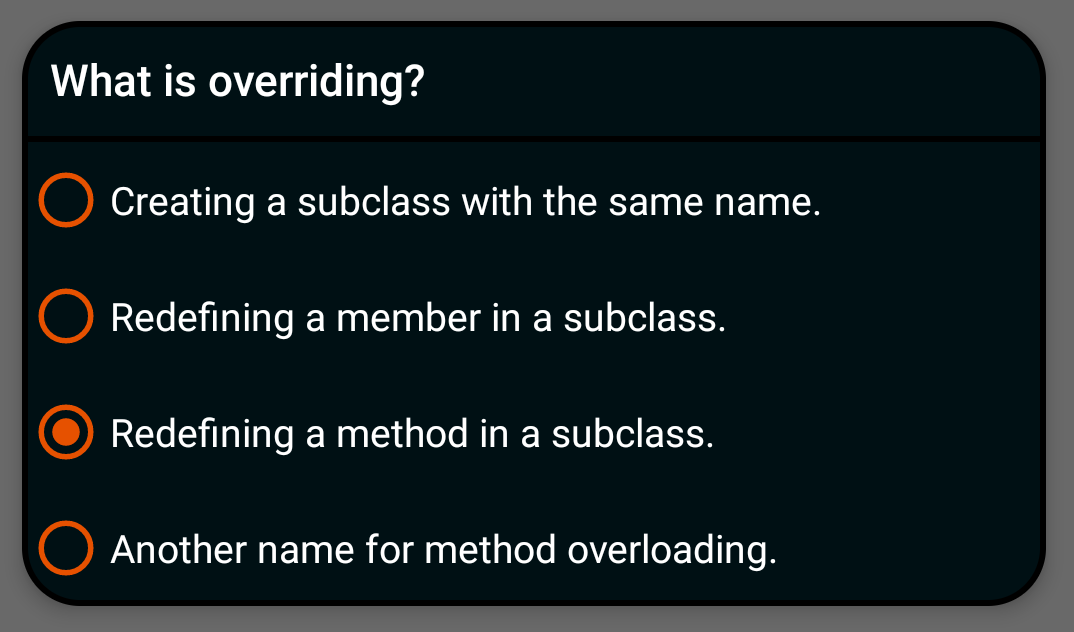 What is overriding?
Creating a subclass with the same name.
Redefining a member in a subclass.
Redefining a method in a subclass.
Another name for method overloading.